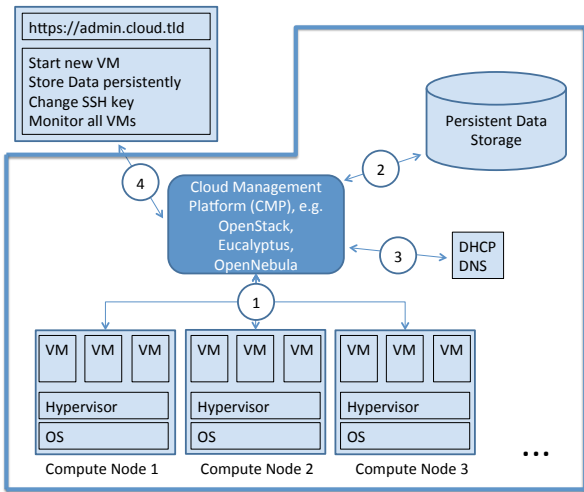 https://admin.cloud.tld
Start new VM
Store Data persistently
Change SSH key
Monitor all VMs
Persistent Data
Storage
4
2
Cloud Management
Platform (CMP), e.g.
OpenStack,
Eucalyptus,
OpenNebula
3
DHCP
DNS
1
VM VM VM
Hypervisor
OS
Compute Node 1
VM VM VM
Hypervisor
OS
Compute Node 2
VM VM VM
Hypervisor
OS
Compute Node 3
...